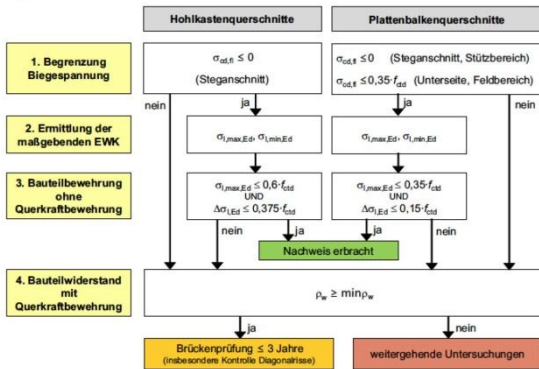 Hohlkastenquerschnitte
Plattenbalkenquerschnitte
1. Begrenzung
Biegespannung
σcd,fl ≤ 0
(Steganschnitt)
σcd,fl ≤ 0 (Steganschnitt, Stützbereich)
σcd,fl ≤ 0,35·fctd (Unterseite, Feldbereich)
nein
ja
ja
nein
2. Ermittlung der
maßgebenden EWK
σI,max,Ed, σI,min,Ed
σI,max,Ed, σI,min,Ed
3. Bauteilbewehrung
ohne
Querkraftbewehrung
σI,max,Ed ≤ 0,6·fctd
UND
ΔσI,Ed ≤ 0,375·fctd
σI,max,Ed ≤ 0,35·fctd
UND
ΔσI,Ed ≤ 0,15·fctd
nein
ja
ja
nein
Nachweis erbracht
4. Bauteilwiderstand
mit
Querkraftbewehrung
ρw ≥ minρw
ja
nein
Brückenprüfung ≤ 3 Jahre
(insbesondere Kontrolle Diagonalrisse)
weitergehende Untersuchungen